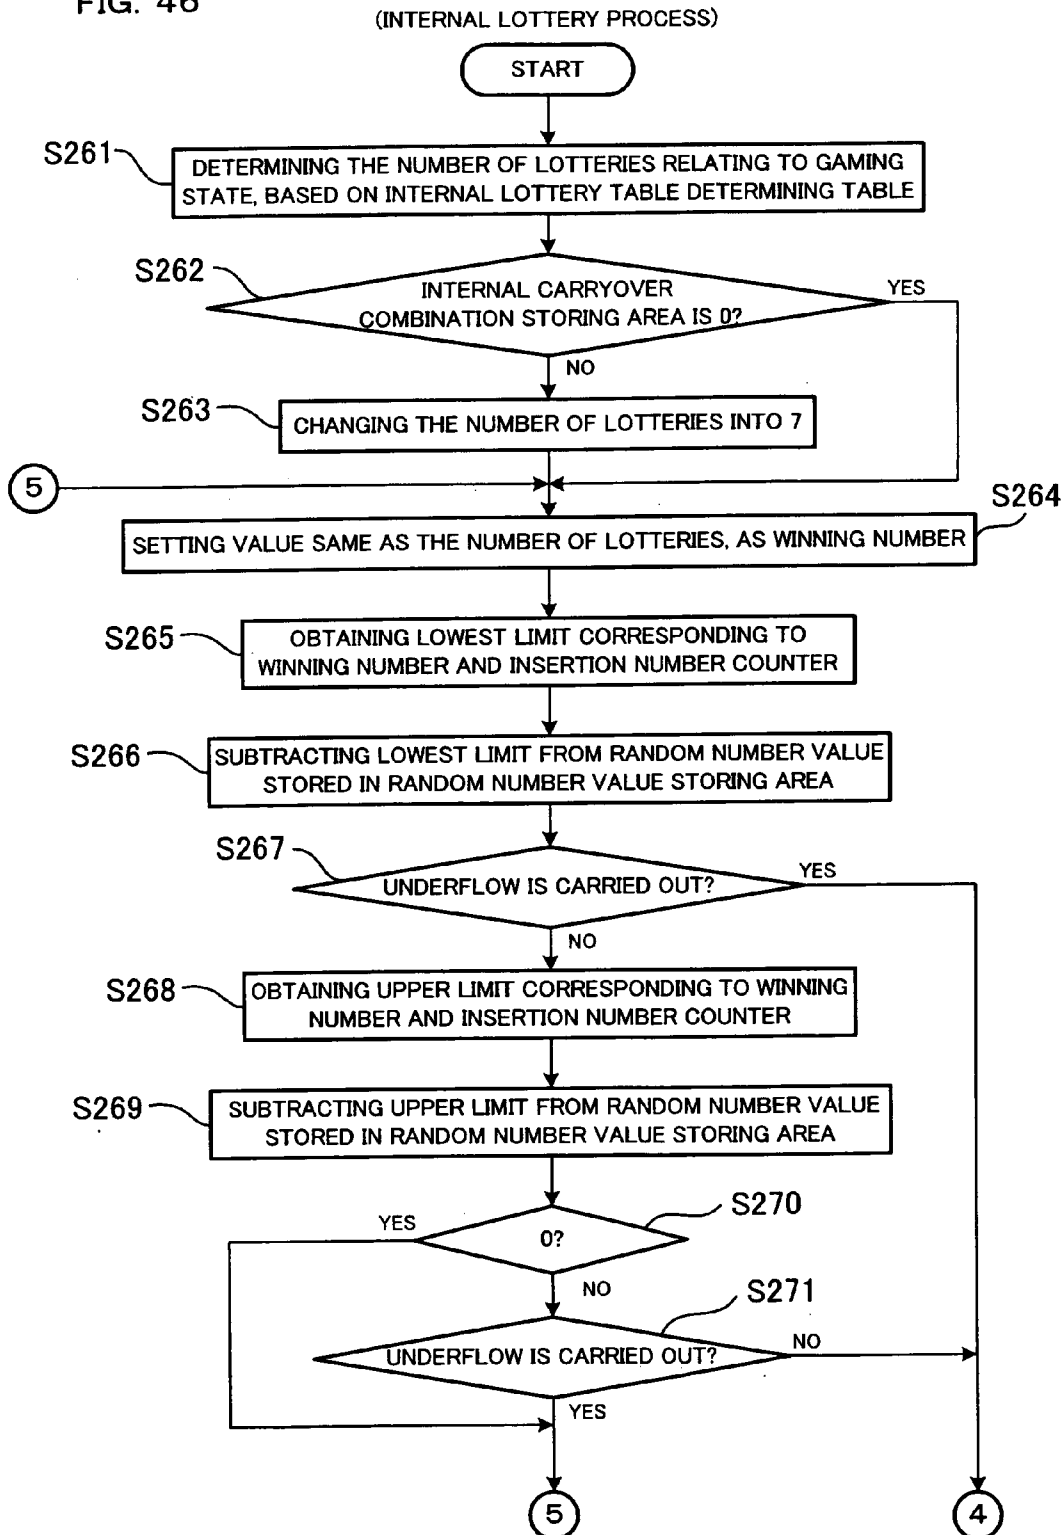 FIG. 46
(INTERNAL LOTTERY PROCESS)
START
S261
DETERMINING THE NUMBER OF LOTTERIES RELATING TO GAMING
STATE, BASED ON INTERNAL LOTTERY TABLE DETERMINING TABLE
S262
INTERNAL CARRYOVER
COMBINATION STORING AREA IS 0?
YES
NO
S263
CHANGING THE NUMBER OF LOTTERIES INTO 7
5
S264
SETTING VALUE SAME AS THE NUMBER OF LOTTERIES, AS WINNING NUMBER
S265
OBTAINING LOWEST LIMIT CORRESPONDING TO
WINNING NUMBER AND INSERTION NUMBER COUNTER
S266
SUBTRACTING LOWEST LIMIT FROM RANDOM NUMBER VALUE
STORED IN RANDOM NUMBER VALUE STORING AREA
S267
UNDERFLOW IS CARRIED OUT?
YES
NO
S268
OBTAINING UPPER LIMIT CORRESPONDING TO WINNING
NUMBER AND INSERTION NUMBER COUNTER
S269
SUBTRACTING UPPER LIMIT FROM RANDOM NUMBER VALUE
STORED IN RANDOM NUMBER VALUE STORING AREA
S270
YES
0?
NO
S271
UNDERFLOW IS CARRIED OUT?
NO
YES
5
4